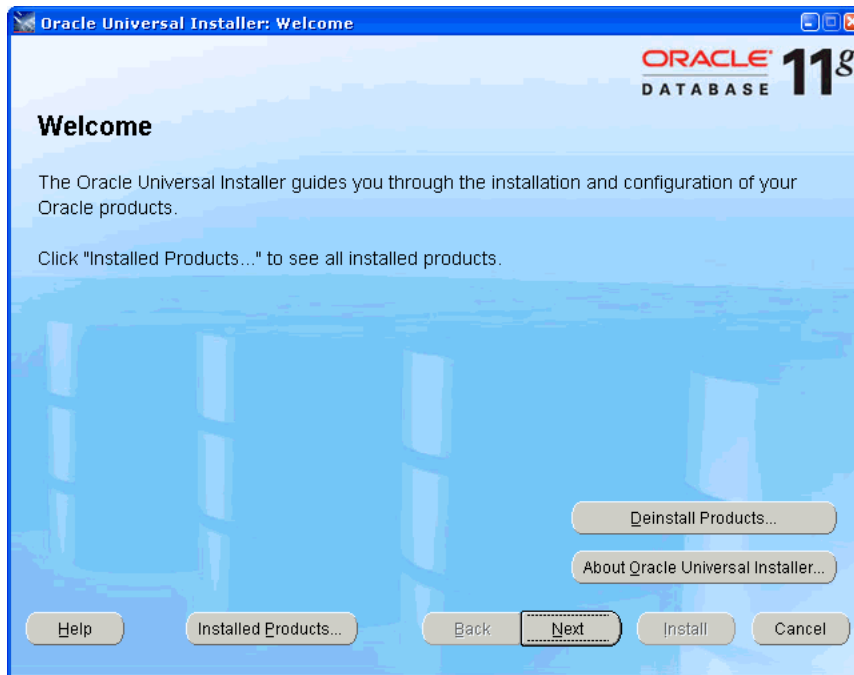 Oracle Universal Installer: Welcome
ORACLE 11g
DATABASE
Welcome
The Oracle Universal Installer guides you through the installation and configuration of your
Oracle products.
Click "Installed Products..." to see all installed products.
Deinstall Products...
About Oracle Universal Installer...
Help
Installed Products...
Back
Next
Install
Cancel